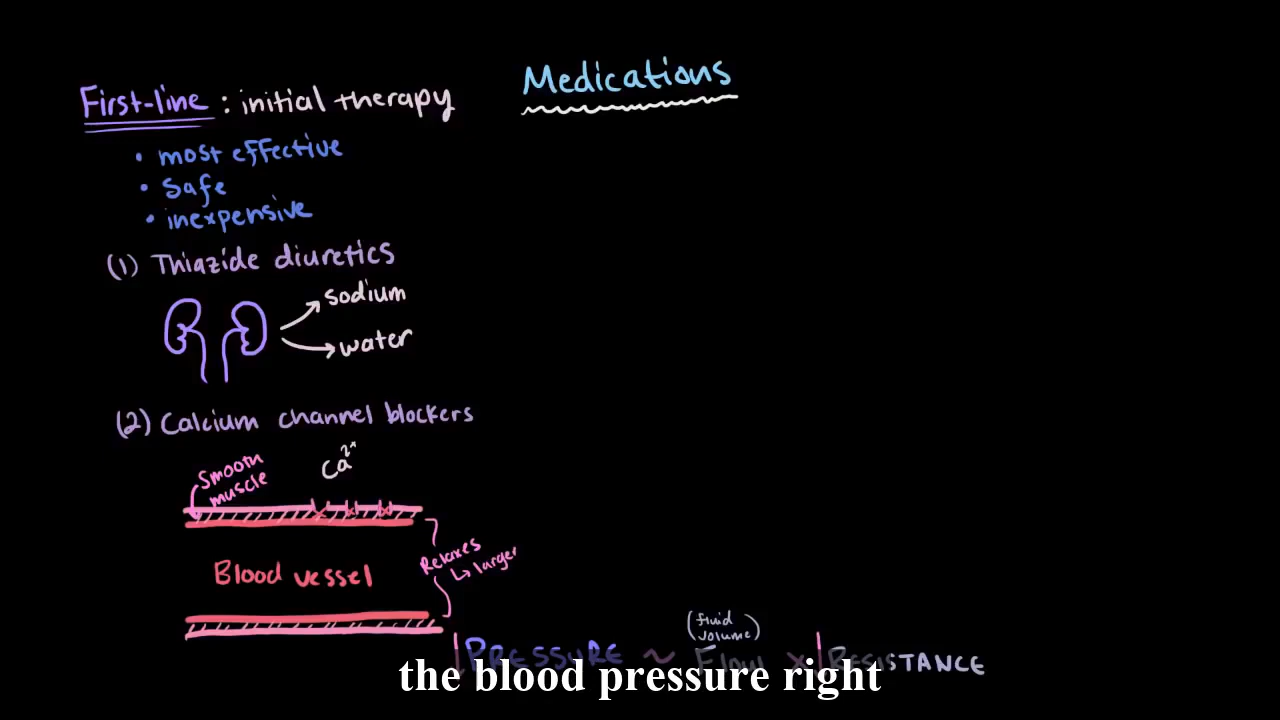 Medications
First-line : initial therapy
• most effective
• safe
• inexpensive
(1) Thiazide diuretics
sodium
water
(2) Calcium channel blockers
Smooth
muscle
Ca²⁺
Blood vessel
Relaxes
↳ larger
(fluid
volume)
↓PRESSURE ~ Flow × ↓RESISTANCE
the blood pressure right